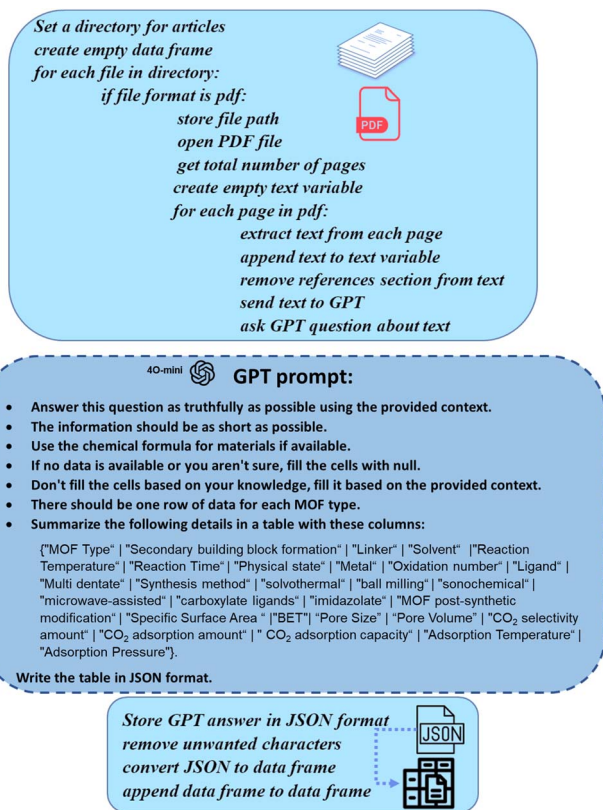 Set a directory for articles
create empty data frame
for each file in directory:
if file format is pdf:
store file path
PDF
open PDF file
get total number of pages
create empty text variable
for each page in pdf:
extract text from each page
append text to text variable
remove references section from text
send text to GPT
ask GPT question about text
4O-mini GPT prompt:
• Answer this question as truthfully as possible using the provided context.
• The information should be as short as possible.
• Use the chemical formula for materials if available.
• If no data is available or you aren't sure, fill the cells with null.
• Don't fill the cells based on your knowledge, fill it based on the provided context.
• There should be one row of data for each MOF type.
• Summarize the following details in a table with these columns:
{"MOF Type“ | "Secondary building block formation“ | "Linker“ | "Solvent“ |"Reaction
Temperature“ | "Reaction Time“ | "Physical state“ | "Metal“ | "Oxidation number“ | "Ligand“ |
"Multi dentate“ | "Synthesis method“ | "solvothermal“ | "ball milling“ | "sonochemical“ |
"microwave-assisted“ | "carboxylate ligands“ | "imidazolate“ | "MOF post-synthetic
modification“ | "Specific Surface Area “ |"BET"| “Pore Size” | “Pore Volume” | "CO₂ selectivity
amount“ | "CO₂ adsorption amount“ | " CO₂ adsorption capacity“ | "Adsorption Temperature“ |
"Adsorption Pressure"}.
Write the table in JSON format.
Store GPT answer in JSON format
JSON
remove unwanted characters
convert JSON to data frame
append data frame to data frame